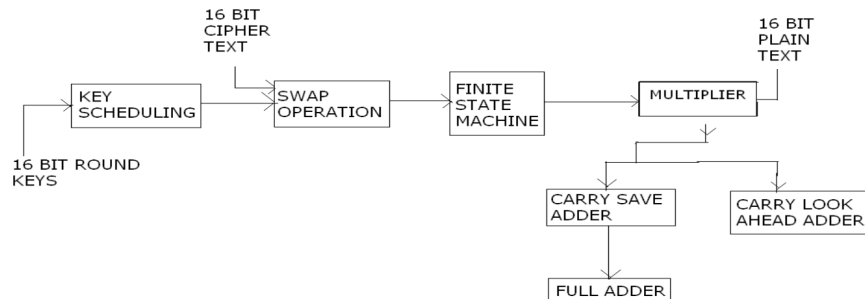 16 BIT
CIPHER
TEXT
16 BIT
PLAIN
TEXT
KEY
SCHEDULING
SWAP
OPERATION
FINITE
STATE
MACHINE
MULTIPLIER
16 BIT ROUND
KEYS
CARRY SAVE
ADDER
CARRY LOOK
AHEAD ADDER
FULL ADDER